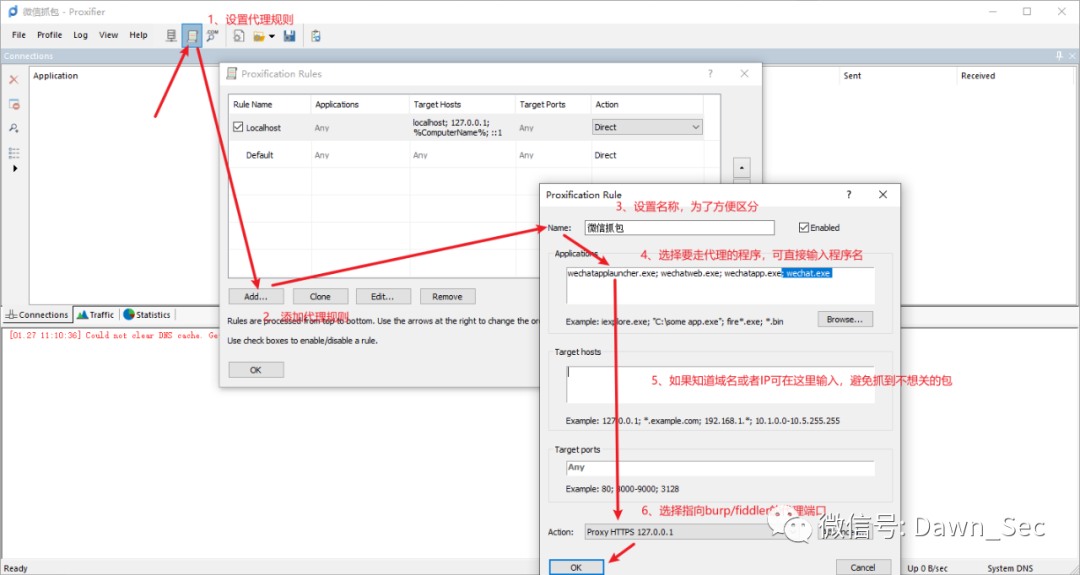 微信抓包 - Proxifier
1、设置代理规则
File Profile Log View Help
Connections
Application
Sent
Received
Proxification Rules
Rule Name Applications Target Hosts Target Ports Action
Localhost Any localhost; 127.0.0.1; %ComputerName%; ::1 Any Direct
Default Any Any Any Direct
Add... Clone Edit... Remove
2、添加代理规则
Rules are processed from top to bottom. Use the arrows at the right to change the or
Use check boxes to enable/disable a rule.
OK
Proxification Rule
3、设置名称，为了方便区分
Name: 微信抓包 Enabled
4、选择要走代理的程序，可直接输入程序名
Applications
wechatapplauncher.exe; wechatweb.exe; wechatapp.exe; wechat.exe
Example: iexplore.exe; "C:\some app.exe"; fire*.exe; *.bin
Browse...
Target hosts
5、如果知道域名或者IP可在这里输入，避免抓到不想关的包
Example: 127.0.0.1; *.example.com; 192.168.1.*; 10.1.0.0-10.5.255.255
Target ports
Any
Example: 80; 8000-9000; 3128
6、选择指向burp/fiddler的代理端口
Action: Proxy HTTPS 127.0.0.1
OK Cancel
Connections Traffic Statistics
[01.27 11:10:36] Could not clear DNS cache. Ge
微信号: Dawn_Sec
Ready
Up 0 B/sec
System DNS